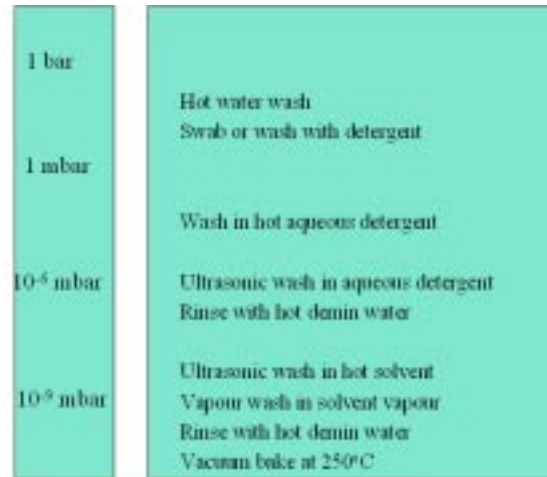 1 bar
Hot water wash
Swab or wash with detergent
1 mbar
Wash in hot aqueous detergent
10⁻⁶ mbar
Ultrasonic wash in aqueous detergent
Rinse with hot demin water
Ultrasonic wash in hot solvent
10⁻⁹ mbar
Vapour wash in solvent vapour
Rinse with hot demin water
Vacuum bake at 250°C